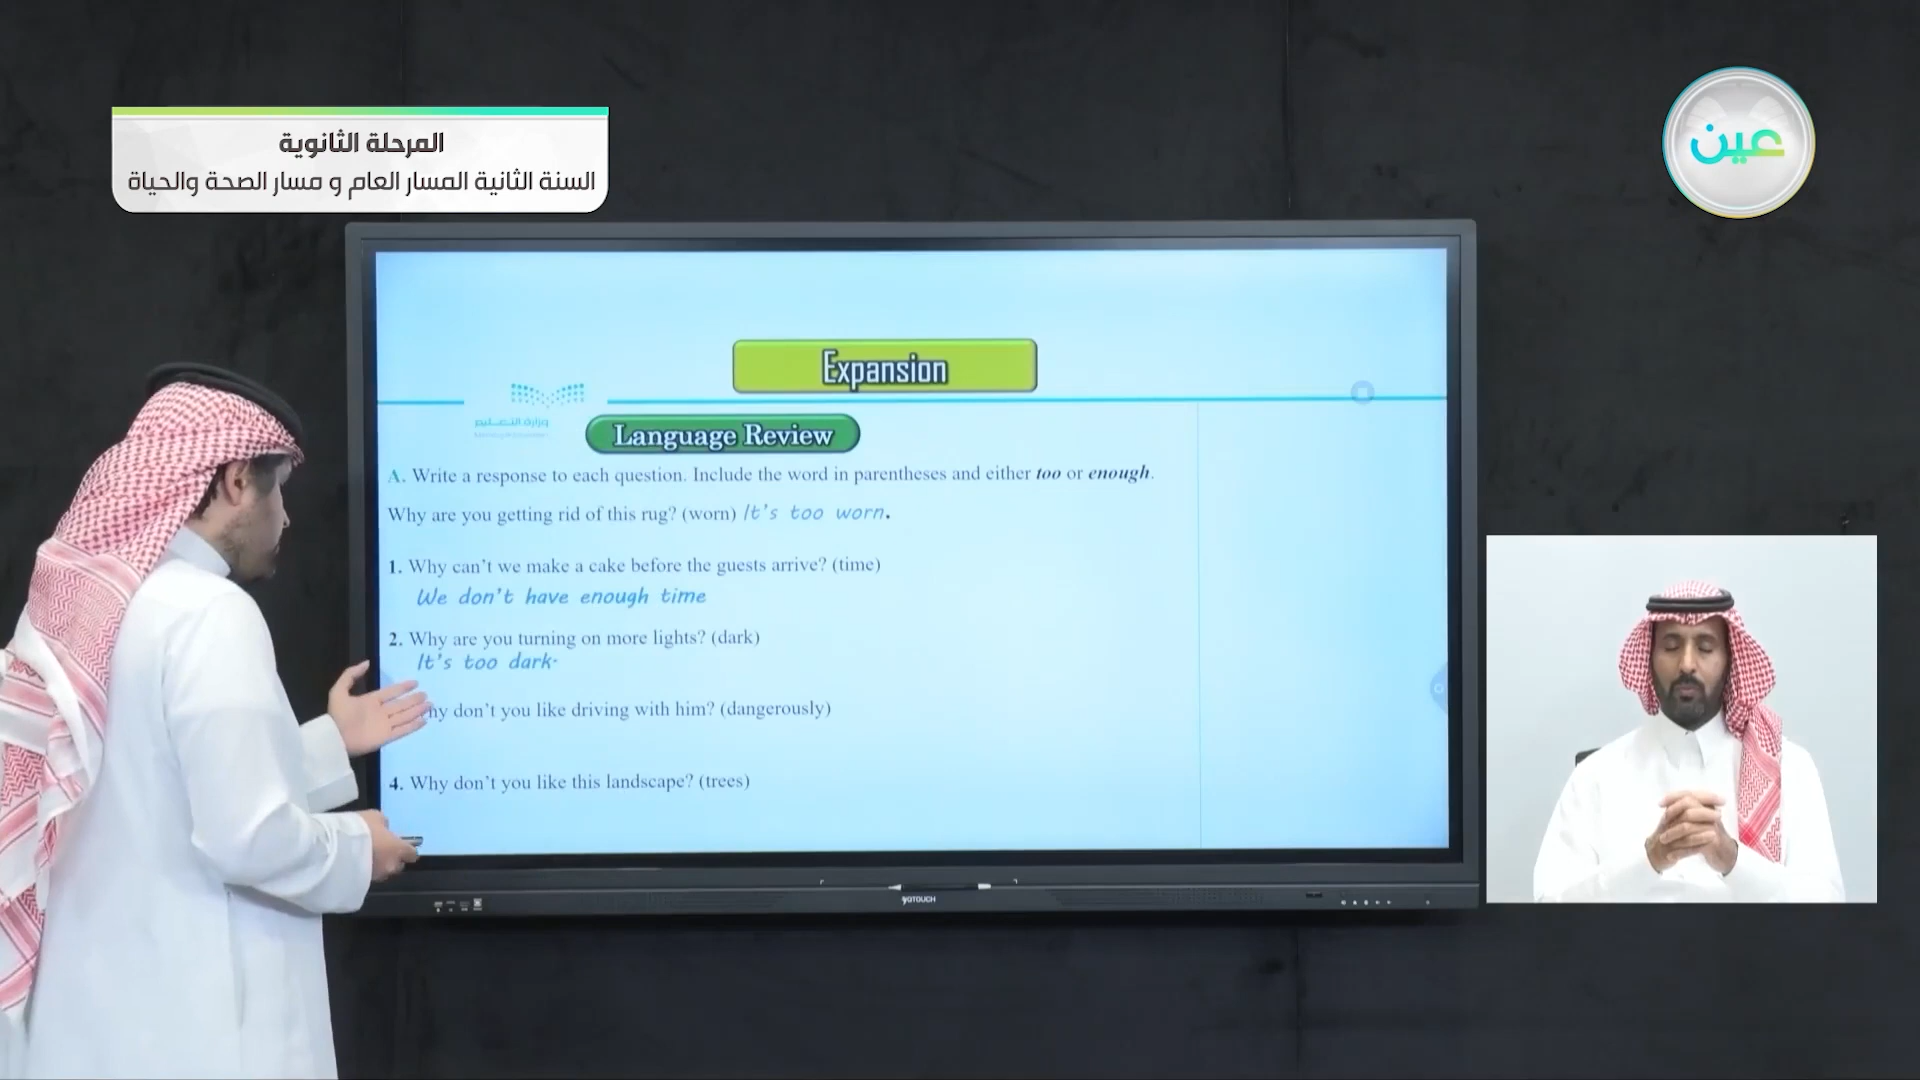 المرحلة الثانوية
السنة الثانية المسار العام و مسار الصحة والحياة
عين
Expansion
وزارة التعليم
Language Review
A. Write a response to each question. Include the word in parentheses and either too or enough.
Why are you getting rid of this rug? (worn) It's too worn.
1. Why can't we make a cake before the guests arrive? (time)
We don't have enough time
2. Why are you turning on more lights? (dark)
It's too dark.
hy don't you like driving with him? (dangerously)
4. Why don't you like this landscape? (trees)
YOTOUCH